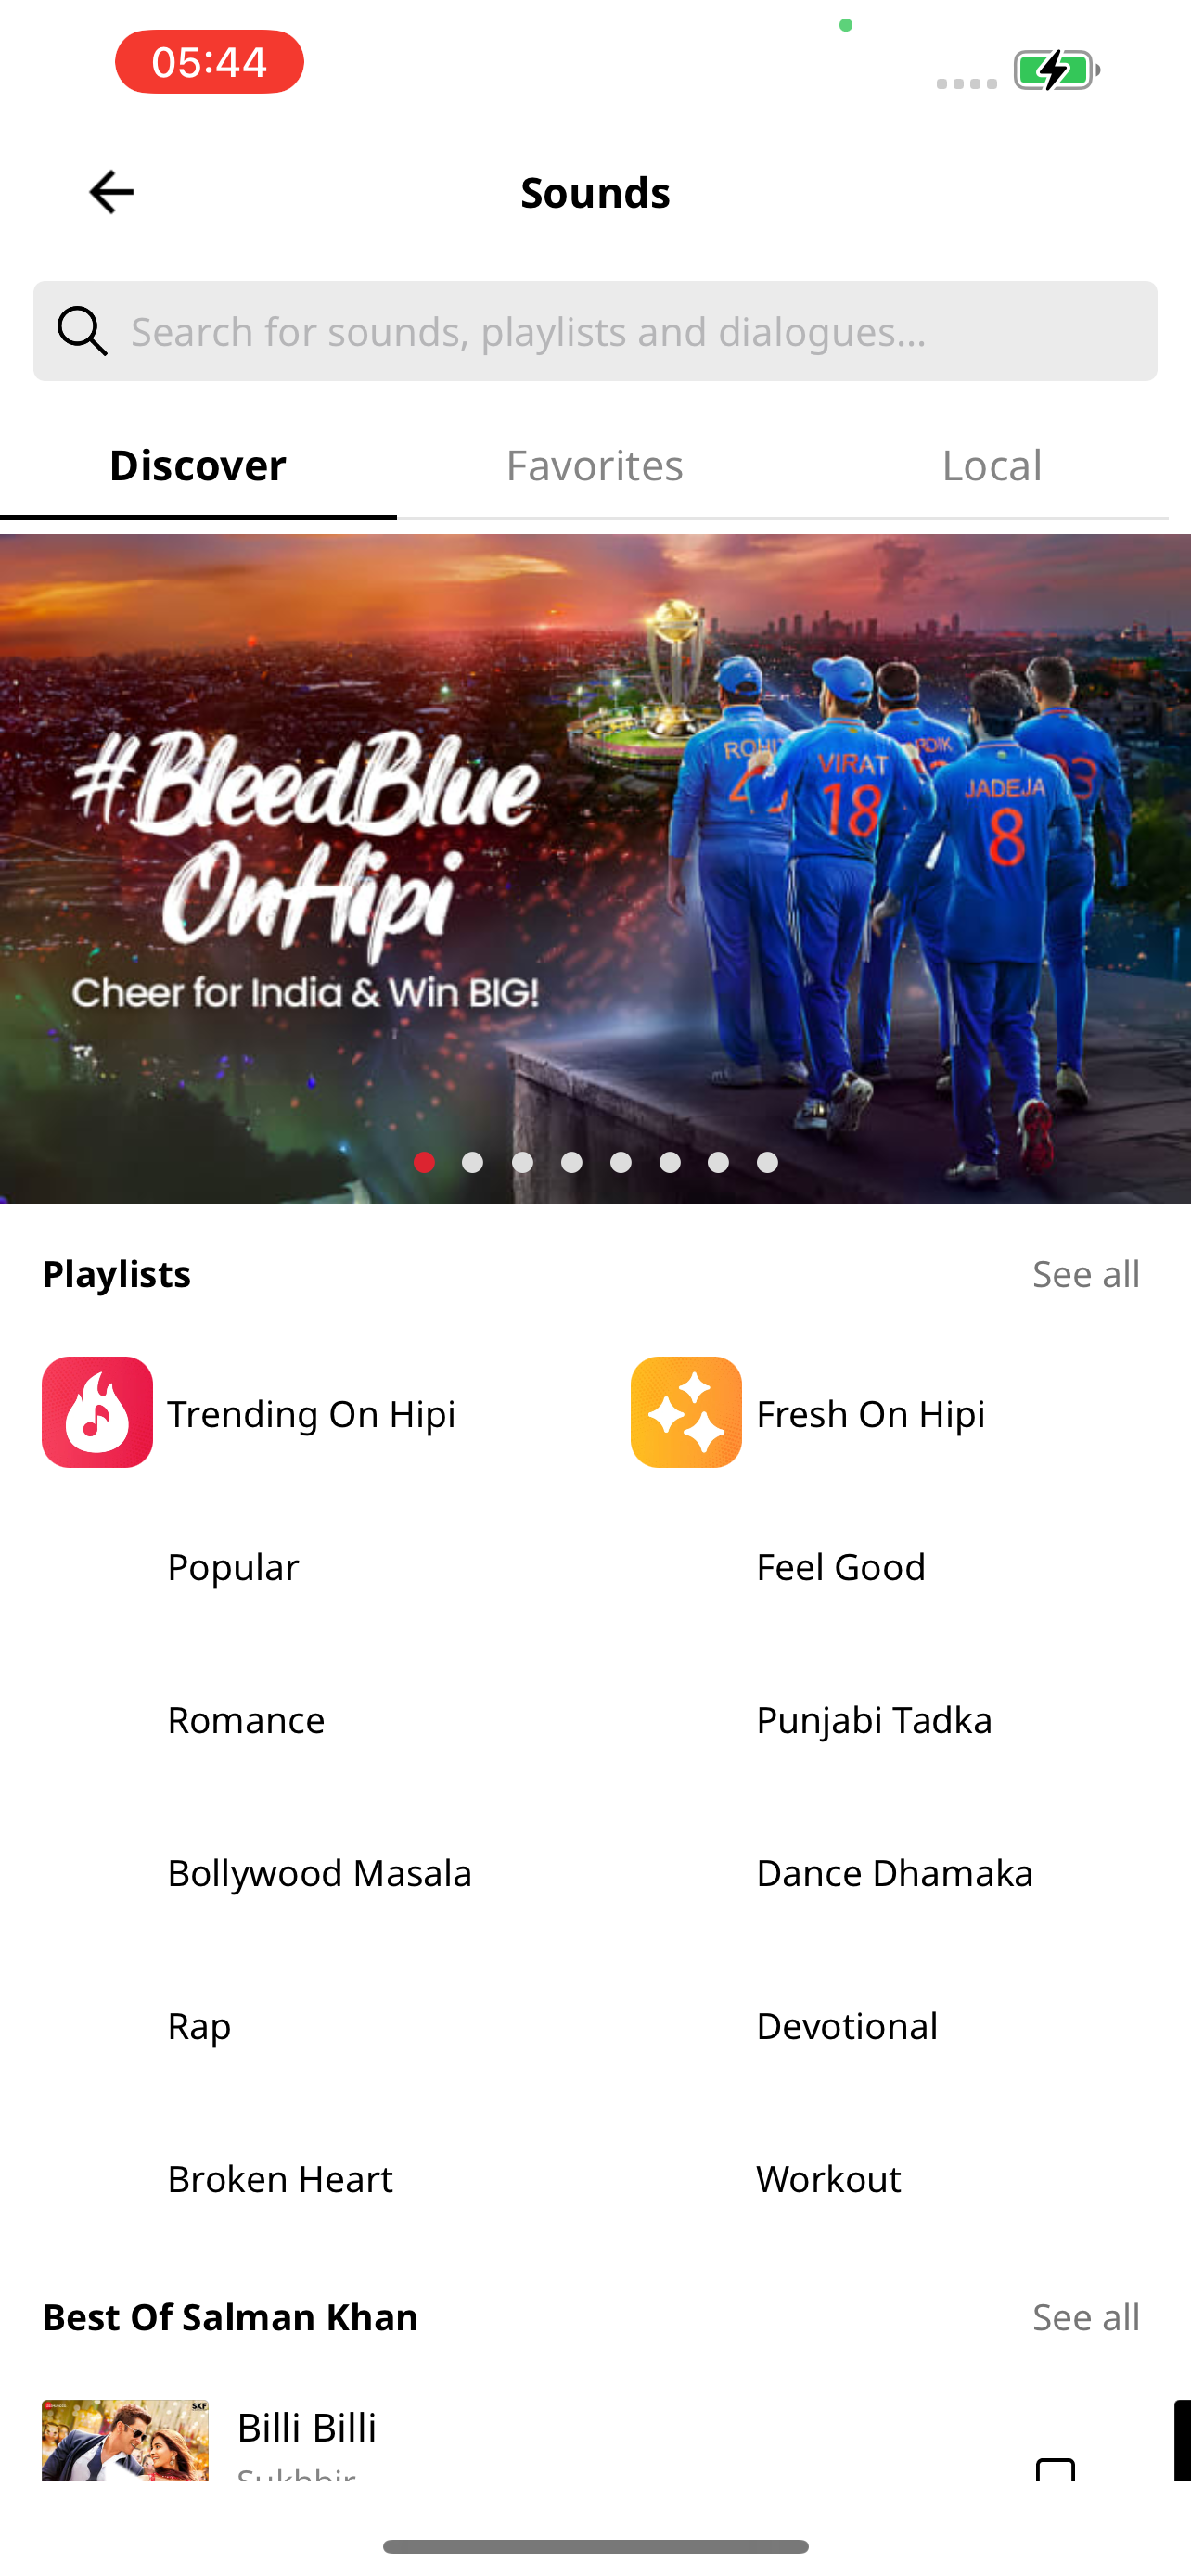 05:44
Sounds
Search for sounds, playlists and dialogues...
Discover
Favorites
Local
#BleedBlue
OnHipi
Cheer for India & Win BIG!
ROHIT
VIRAT
18
JADEJA
8
Playlists
See all
Trending On Hipi
Fresh On Hipi
Popular
Feel Good
Romance
Punjabi Tadka
Bollywood Masala
Dance Dhamaka
Rap
Devotional
Broken Heart
Workout
Best Of Salman Khan
See all
SKF
Billi Billi
Sukhbir